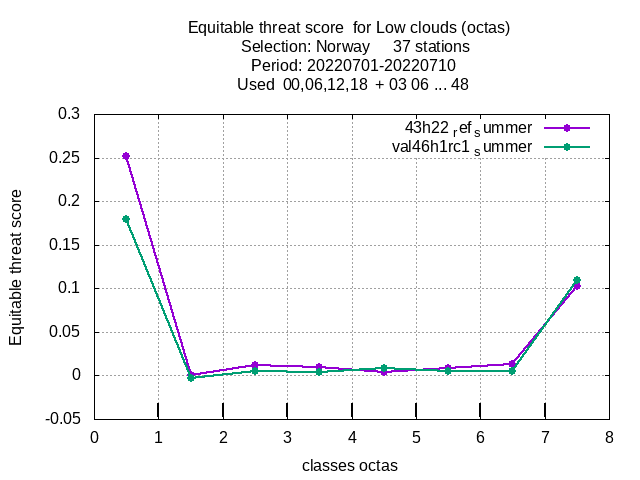 Equitable threat score for Low clouds (octas)
Selection: Norway 37 stations
Period: 20220701-20220710
Used 00,06,12,18 + 03 06 ... 48
43h22 ref summer
val46h1rc1 summer
0.3
0.25
0.2
0.15
0.1
0.05
0
-0.05
Equitable threat score
0 1 2 3 4 5 6 7 8
classes octas